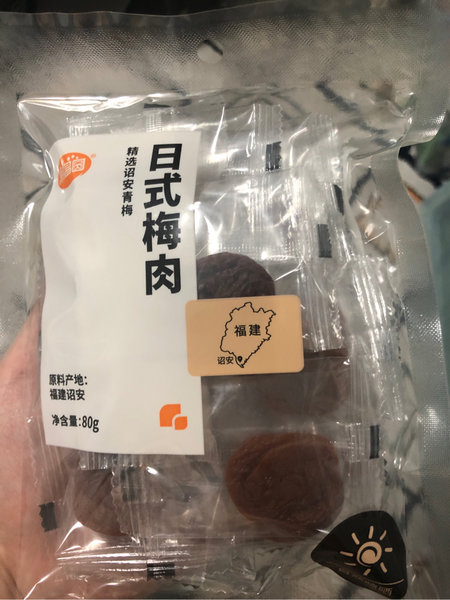 日式梅肉
精选诏安青梅
福建
诏安
原料产地:
福建诏安
净含量:80g